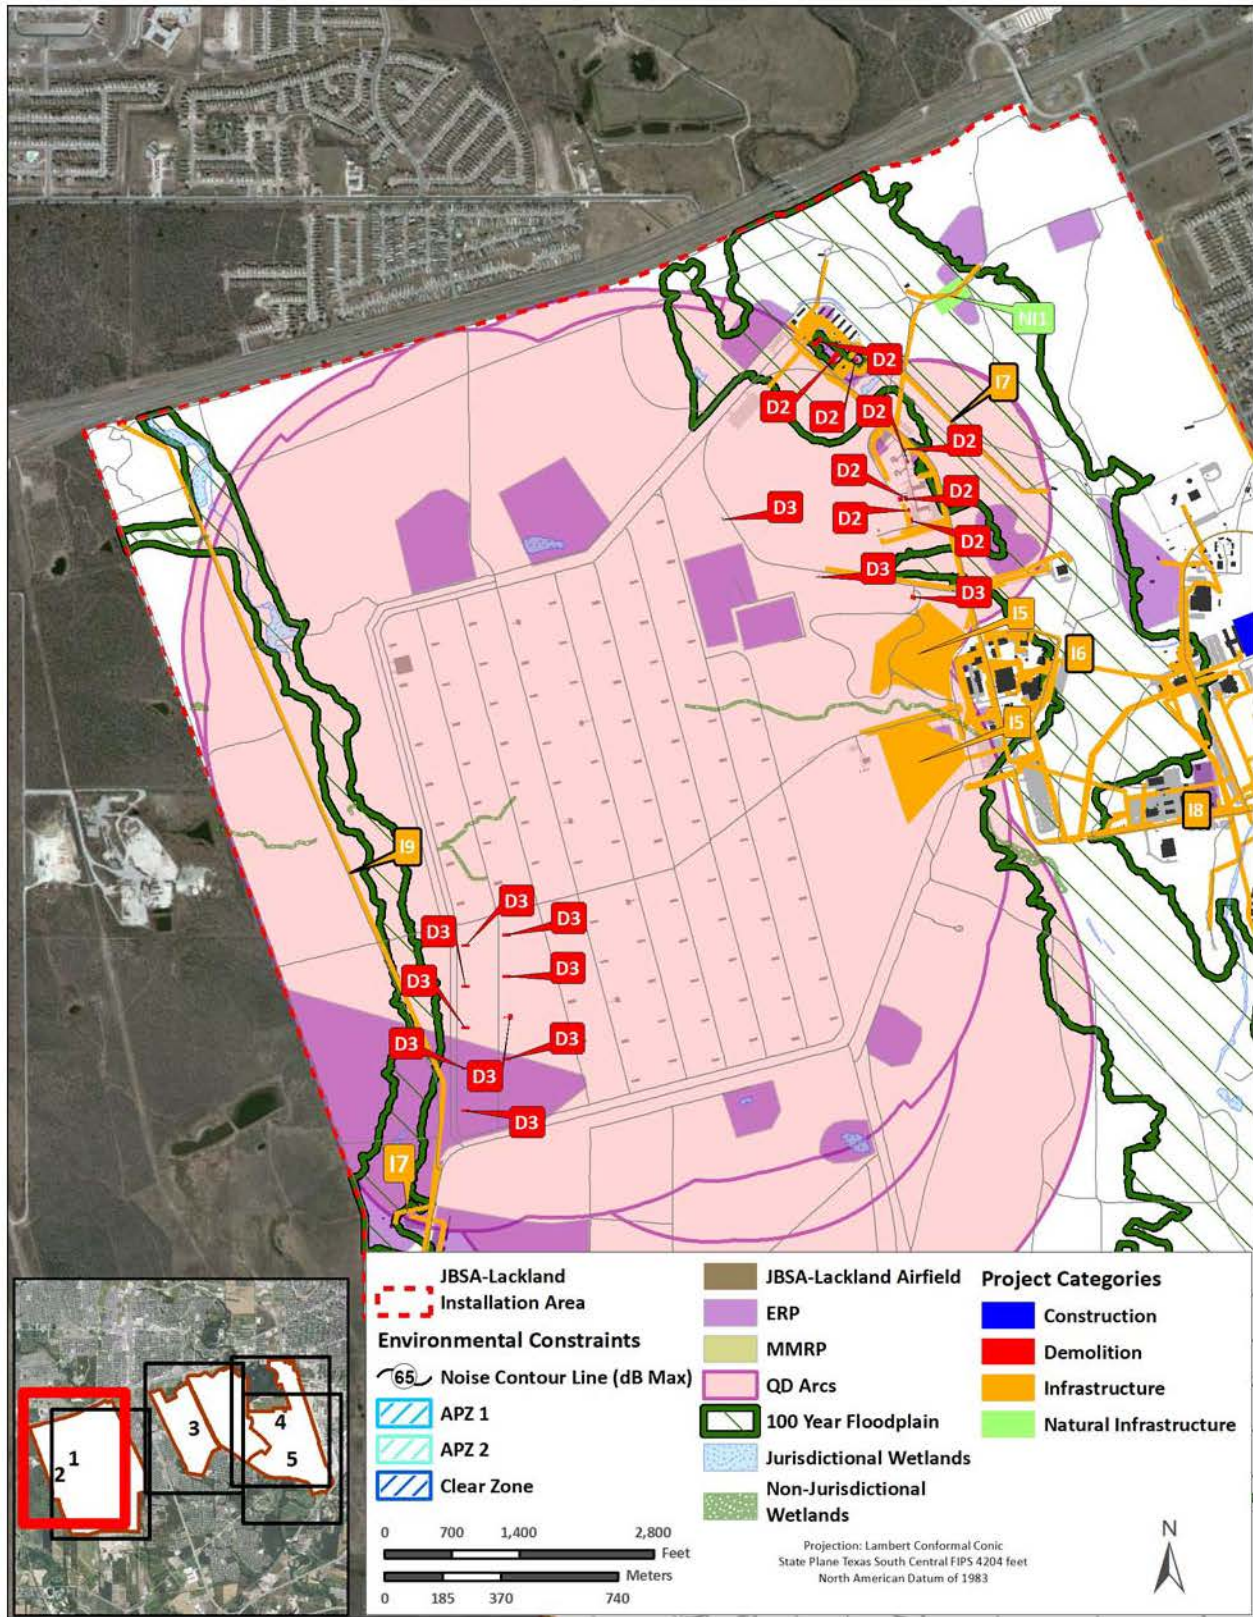 NI1
D2
I7
D2
D2
D2
D2
D2
D2
D3
D2
D2
D3
D3
I5
I6
I5
I8
I9
D3
D3
D3
D3
D3
D3
D3
D3
D3
I7
JBSA-Lackland
Installation Area
Environmental Constraints
65 Noise Contour Line (dB Max)
APZ 1
APZ 2
Clear Zone
JBSA-Lackland Airfield
ERP
MMRP
QD Arcs
100 Year Floodplain
Jurisdictional Wetlands
Non-Jurisdictional
Wetlands
Project Categories
Construction
Demolition
Infrastructure
Natural Infrastructure
0 700 1,400 2,800
Feet
Meters
0 185 370 740
Projection: Lambert Conformal Conic
State Plane Texas South Central FIPS 4204 feet
North American Datum of 1983
N
1
2
3
4
5